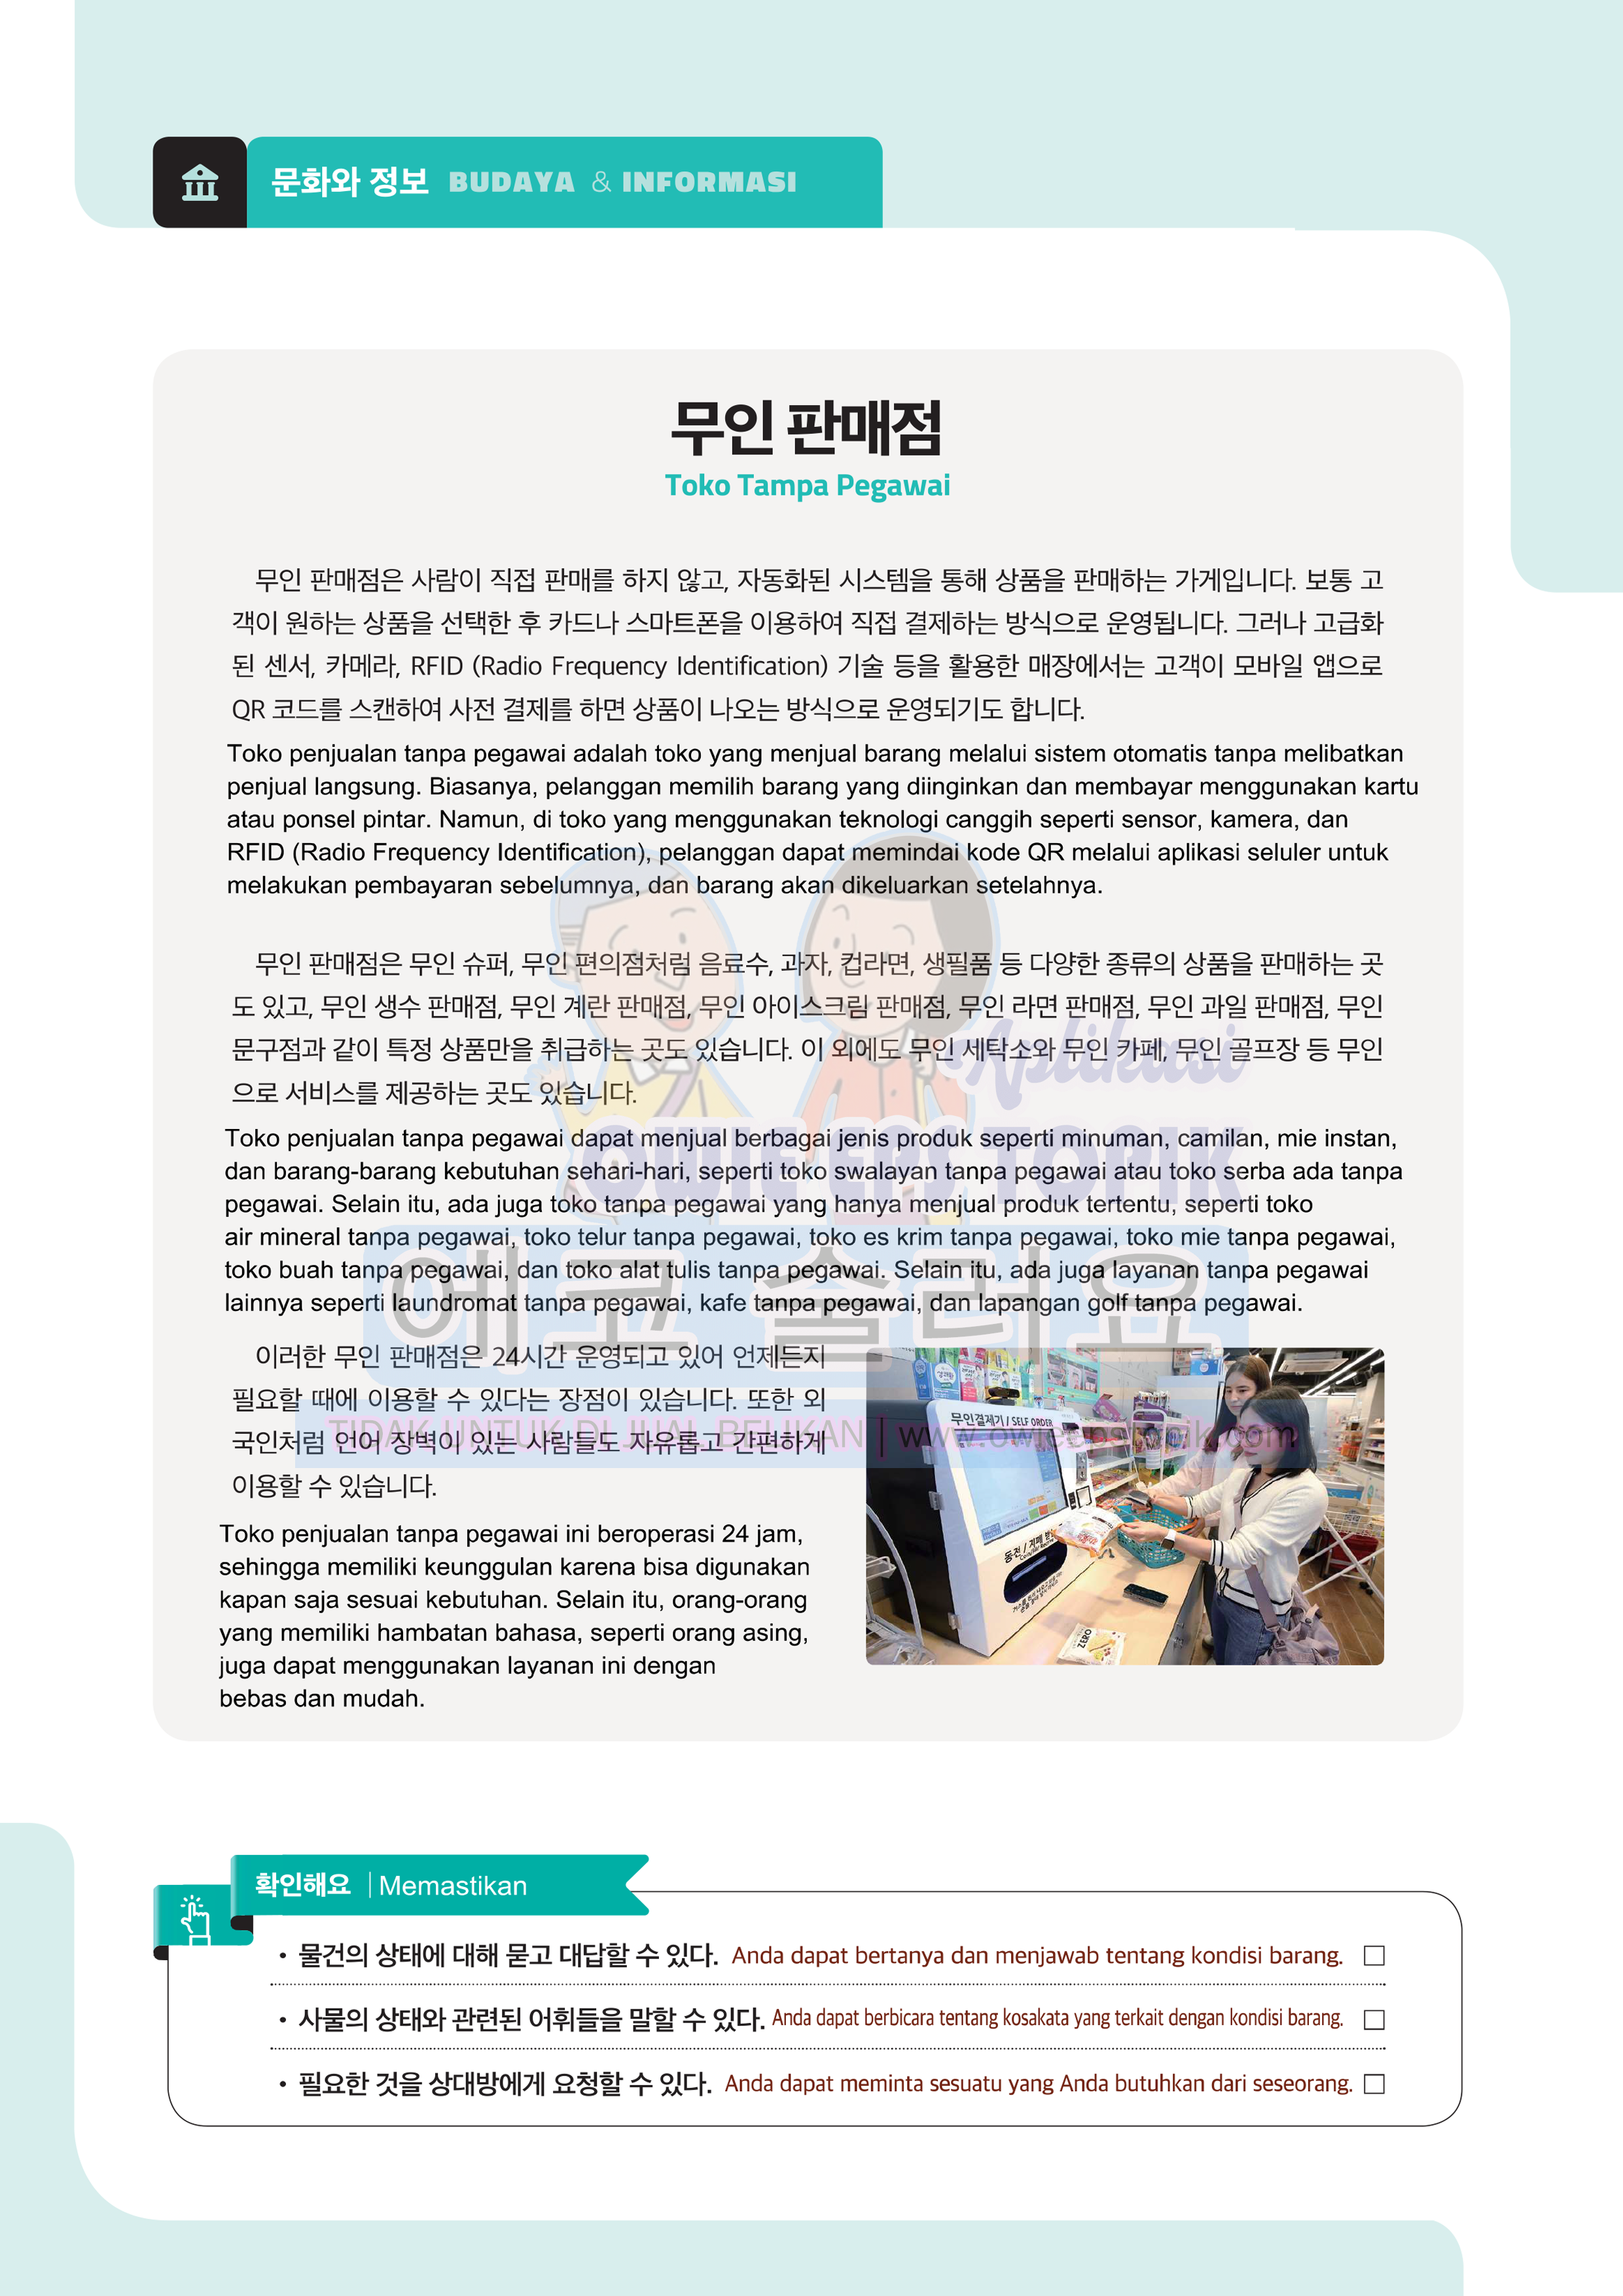 문화와 정보 BUDAYA & INFORMASI
무인 판매점
Toko Tampa Pegawai
무인 판매점은 사람이 직접 판매를 하지 않고, 자동화된 시스템을 통해 상품을 판매하는 가게입니다. 보통 고
객이 원하는 상품을 선택한 후 카드나 스마트폰을 이용하여 직접 결제하는 방식으로 운영됩니다. 그러나 고급화
된 센서, 카메라, RFID (Radio Frequency Identification) 기술 등을 활용한 매장에서는 고객이 모바일 앱으로
QR 코드를 스캔하여 사전 결제를 하면 상품이 나오는 방식으로 운영되기도 합니다.
Toko penjualan tanpa pegawai adalah toko yang menjual barang melalui sistem otomatis tanpa melibatkan
penjual langsung. Biasanya, pelanggan memilih barang yang diinginkan dan membayar menggunakan kartu
atau ponsel pintar. Namun, di toko yang menggunakan teknologi canggih seperti sensor, kamera, dan
RFID (Radio Frequency Identification), pelanggan dapat memindai kode QR melalui aplikasi seluler untuk
melakukan pembayaran sebelumnya, dan barang akan dikeluarkan setelahnya.
무인 판매점은 무인 슈퍼, 무인 편의점처럼 음료수, 과자, 컵라면, 생필품 등 다양한 종류의 상품을 판매하는 곳
도 있고, 무인 생수 판매점, 무인 계란 판매점, 무인 아이스크림 판매점, 무인 라면 판매점, 무인 과일 판매점, 무인
문구점과 같이 특정 상품만을 취급하는 곳도 있습니다. 이 외에도 무인 세탁소와 무인 카페, 무인 골프장 등 무인
으로 서비스를 제공하는 곳도 있습니다.
Aplikasi
OWIE EPS TOPIK
Toko penjualan tanpa pegawai dapat menjual berbagai jenis produk seperti minuman, camilan, mie instan,
dan barang-barang kebutuhan sehari-hari, seperti toko swalayan tanpa pegawai atau toko serba ada tanpa
pegawai. Selain itu, ada juga toko tanpa pegawai yang hanya menjual produk tertentu, seperti toko
air mineral tanpa pegawai, toko telur tanpa pegawai, toko es krim tanpa pegawai, toko mie tanpa pegawai,
toko buah tanpa pegawai, dan toko alat tulis tanpa pegawai. Selain itu, ada juga layanan tanpa pegawai
lainnya seperti laundromat tanpa pegawai, kafe tanpa pegawai, dan lapangan golf tanpa pegawai.
에코 술러요
이러한 무인 판매점은 24시간 운영되고 있어 언제든지
필요할 때에 이용할 수 있다는 장점이 있습니다. 또한 외
국인처럼 언어 장벽이 있는 사람들도 자유롭고 간편하게
이용할 수 있습니다.
TIDAK UNTUK DI JUAL BELIKAN | www.owieepstopik.com
무인결제기 / SELF ORDER
동전 / 지폐
ZERO
Toko penjualan tanpa pegawai ini beroperasi 24 jam,
sehingga memiliki keunggulan karena bisa digunakan
kapan saja sesuai kebutuhan. Selain itu, orang-orang
yang memiliki hambatan bahasa, seperti orang asing,
juga dapat menggunakan layanan ini dengan
bebas dan mudah.
확인해요 | Memastikan
• 물건의 상태에 대해 묻고 대답할 수 있다. Anda dapat bertanya dan menjawab tentang kondisi barang. □
• 사물의 상태와 관련된 어휘들을 말할 수 있다. Anda dapat berbicara tentang kosakata yang terkait dengan kondisi barang. □
• 필요한 것을 상대방에게 요청할 수 있다. Anda dapat meminta sesuatu yang Anda butuhkan dari seseorang. □